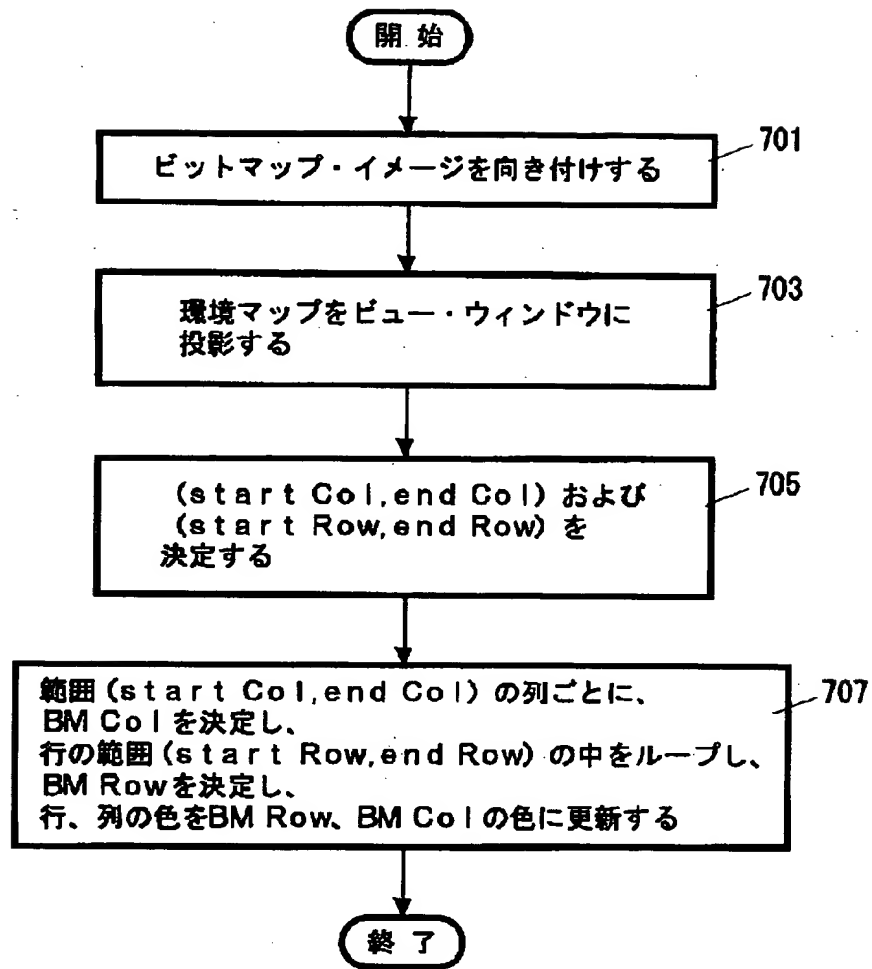 開始
ビットマップ・イメージを向き付けする
701
環境マップをビュー・ウィンドウに
投影する
703
(start Col,end Col) および
(start Row,end Row) を
決定する
705
範囲 (start Col,end Col) の列ごとに、
BM Colを決定し、
行の範囲 (start Row,end Row) の中をループし、
BM Rowを決定し、
行、列の色をBM Row、BM Colの色に更新する
707
終了